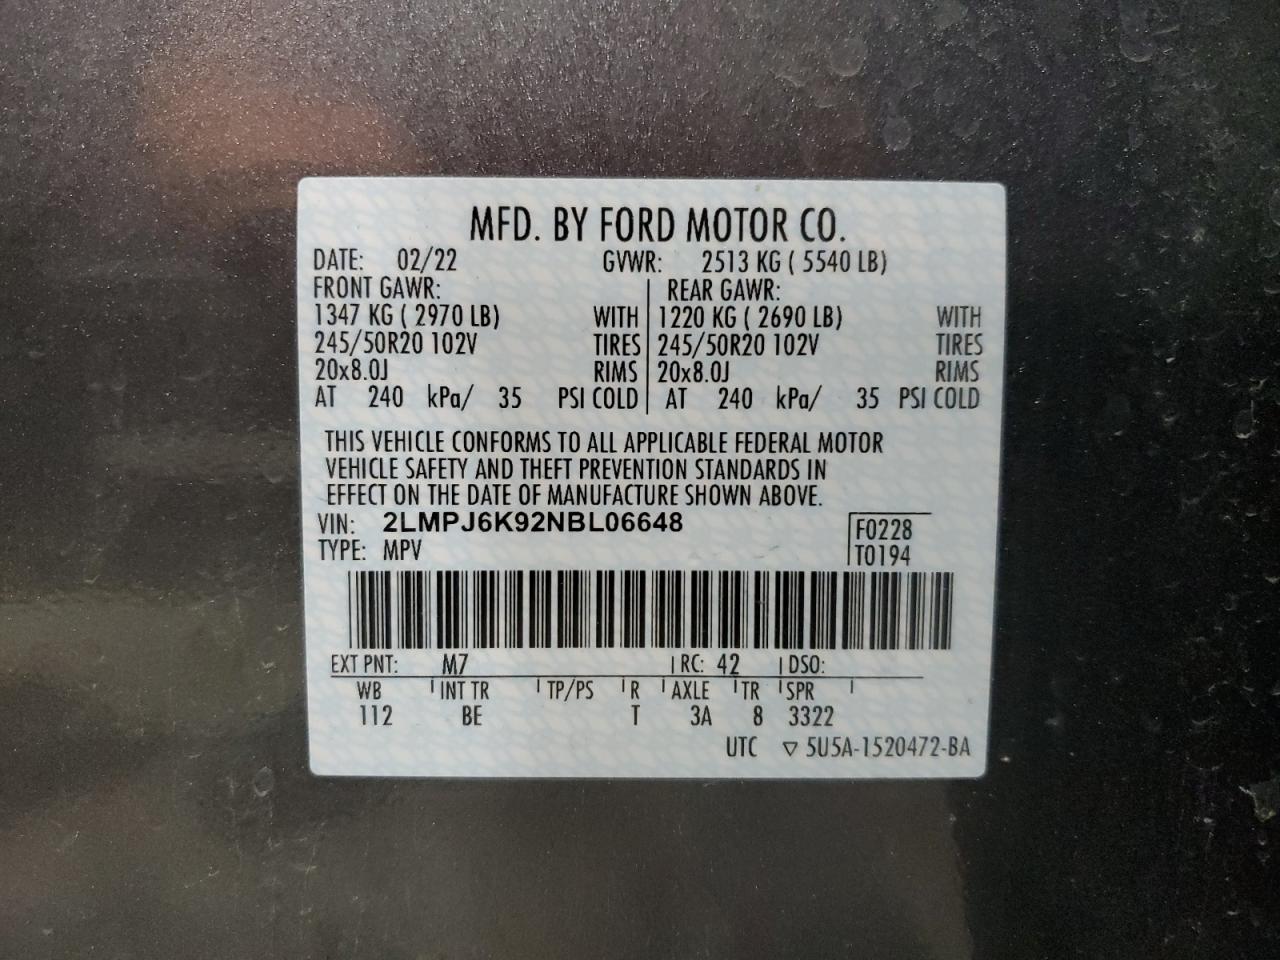 MFD. BY FORD MOTOR CO.
DATE: 02/22 GVWR: 2513 KG ( 5540 LB)
FRONT GAWR: REAR GAWR:
1347 KG ( 2970 LB) WITH 1220 KG ( 2690 LB) WITH
245/50R20 102V TIRES 245/50R20 102V TIRES
20x8.0J RIMS 20x8.0J RIMS
AT 240 kPa/ 35 PSI COLD AT 240 kPa/ 35 PSI COLD
THIS VEHICLE CONFORMS TO ALL APPLICABLE FEDERAL MOTOR
VEHICLE SAFETY AND THEFT PREVENTION STANDARDS IN
EFFECT ON THE DATE OF MANUFACTURE SHOWN ABOVE.
VIN: 2LMPJ6K92NBL06648 F0228
TYPE: MPV T0194
EXT PNT: M7 RC: 42 DSO:
WB INT TR TP/PS R AXLE TR SPR
112 BE T 3A 8 3322
UTC ▽ 5U5A-1520472-BA